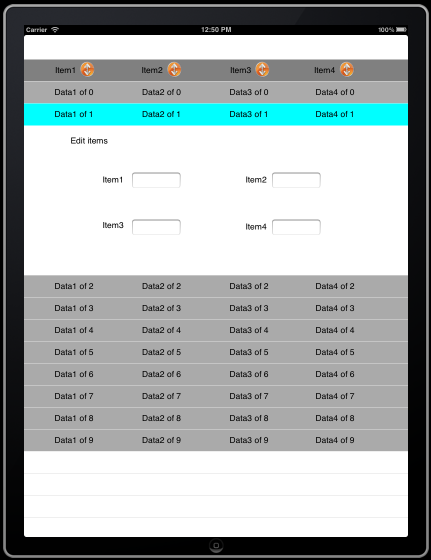 Carrier 12:50 PM 100%
Item1 Item2 Item3 Item4
Data1 of 0 Data2 of 0 Data3 of 0 Data4 of 0
Data1 of 1 Data2 of 1 Data3 of 1 Data4 of 1
Edit items
Item1 Item2
Item3 Item4
Data1 of 2 Data2 of 2 Data3 of 2 Data4 of 2
Data1 of 3 Data2 of 3 Data3 of 3 Data4 of 3
Data1 of 4 Data2 of 4 Data3 of 4 Data4 of 4
Data1 of 5 Data2 of 5 Data3 of 5 Data4 of 5
Data1 of 6 Data2 of 6 Data3 of 6 Data4 of 6
Data1 of 7 Data2 of 7 Data3 of 7 Data4 of 7
Data1 of 8 Data2 of 8 Data3 of 8 Data4 of 8
Data1 of 9 Data2 of 9 Data3 of 9 Data4 of 9